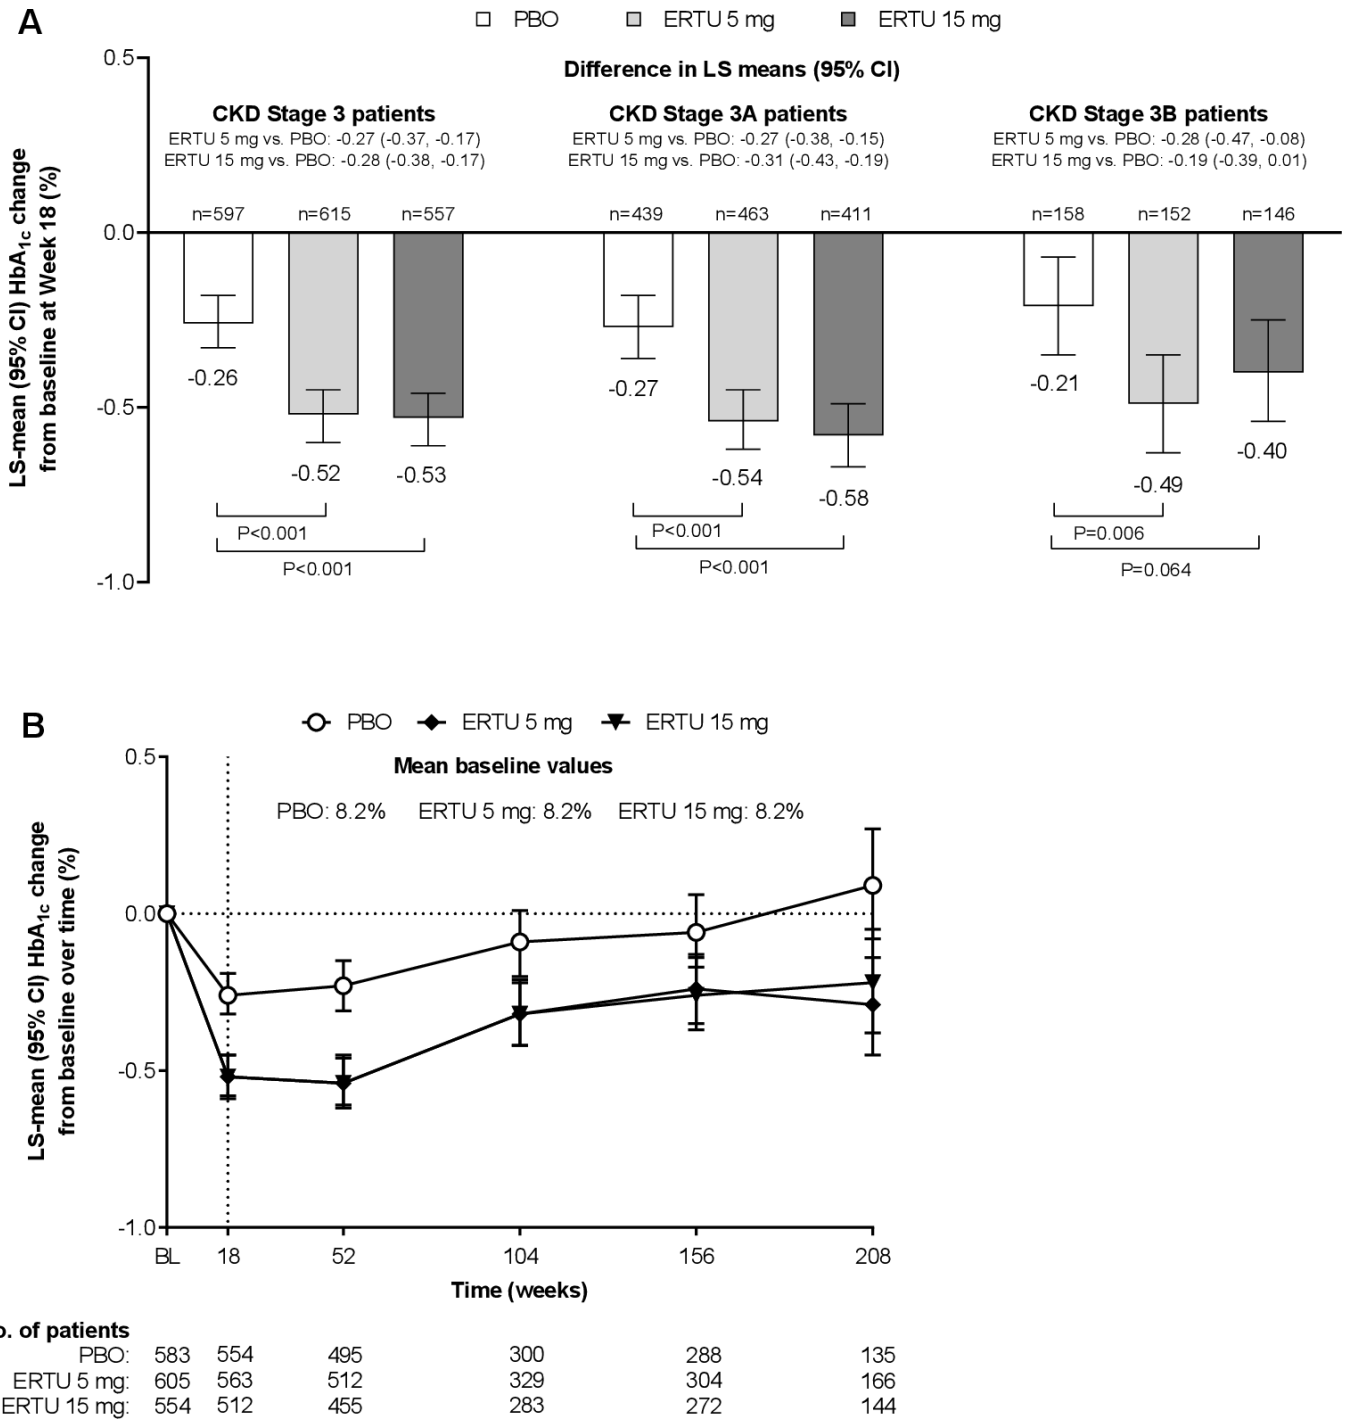 A
PBO ERTU 5 mg ERTU 15 mg
Difference in LS means (95% CI)
CKD Stage 3 patients
ERTU 5 mg vs. PBO: -0.27 (-0.37, -0.17)
ERTU 15 mg vs. PBO: -0.28 (-0.38, -0.17)
CKD Stage 3A patients
ERTU 5 mg vs. PBO: -0.27 (-0.38, -0.15)
ERTU 15 mg vs. PBO: -0.31 (-0.43, -0.19)
CKD Stage 3B patients
ERTU 5 mg vs. PBO: -0.28 (-0.47, -0.08)
ERTU 15 mg vs. PBO: -0.19 (-0.39, 0.01)
LS-mean (95% CI) HbA1c change
from baseline at Week 18 (%)
0.5
0.0
-0.5
-1.0
n=597 n=615 n=557
n=439 n=463 n=411
n=158 n=152 n=146
-0.26 -0.52 -0.53
-0.27 -0.54 -0.58
-0.21 -0.49 -0.40
P<0.001
P<0.001
P<0.001
P<0.001
P=0.006
P=0.064
B
PBO ERTU 5 mg ERTU 15 mg
Mean baseline values
PBO: 8.2% ERTU 5 mg: 8.2% ERTU 15 mg: 8.2%
LS-mean (95% CI) HbA1c change
from baseline over time (%)
0.5
0.0
-0.5
-1.0
BL 18 52 104 156 208
Time (weeks)
o. of patients
PBO: 583 554 495 300 288 135
ERTU 5 mg: 605 563 512 329 304 166
ERTU 15 mg: 554 512 455 283 272 144